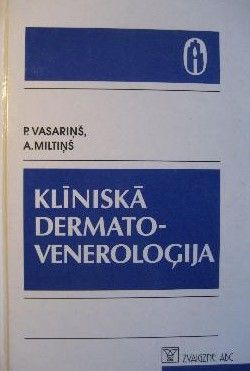 P. VASARIŅŠ,
A. MILTIŅŠ
KLĪNISKĀ
DERMATO-
VENEROLOĢIJA
ZVAIGZNE ABC